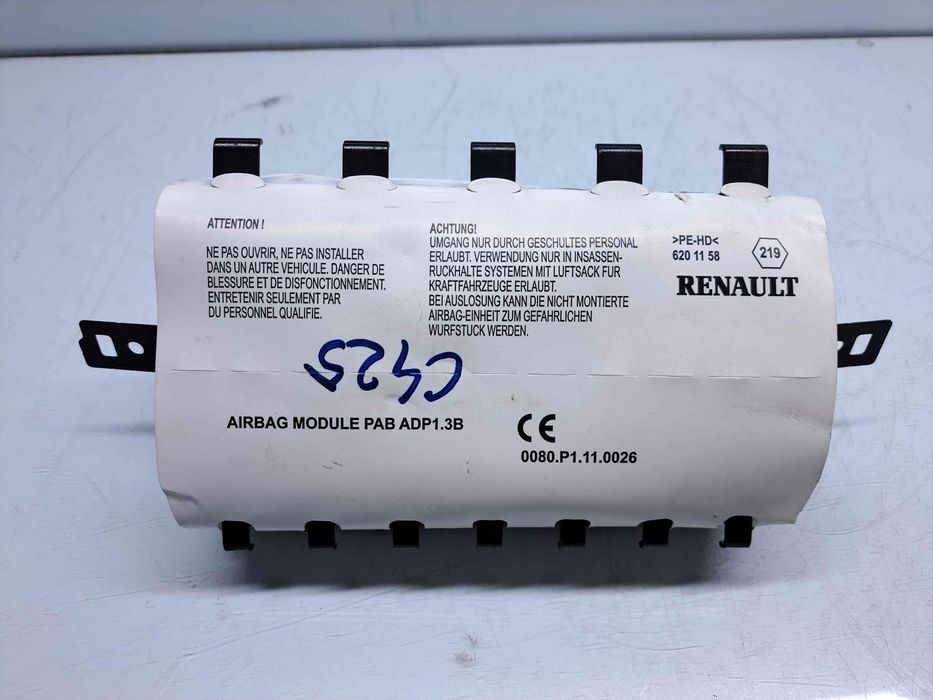 ATTENTION !
NE PAS OUVRIR, NE PAS INSTALLER
DANS UN AUTRE VEHICULE. DANGER DE
BLESSURE ET DE DISFONCTIONNEMENT.
ENTRETENIR SEULEMENT PAR
DU PERSONNEL QUALIFIE.
ACHTUNG!
UMGANG NUR DURCH GESCHULTES PERSONAL
ERLAUBT. VERWENDUNG NUR IN INSASSEN-
RUCKHALTE SYSTEMEN MIT LUFTSACK FUR
KRAFTFAHRZEUGE ERLAUBT.
BEI AUSLOSUNG KANN DIE NICHT MONTIERTE
AIRBAG-EINHEIT ZUM GEFAHRLICHEN
WURFSTUCK WERDEN.
>PE-HD<
620 11 58
219
RENAULT
C425
AIRBAG MODULE PAB ADP1.3B
CE
0080.P1.11.0026